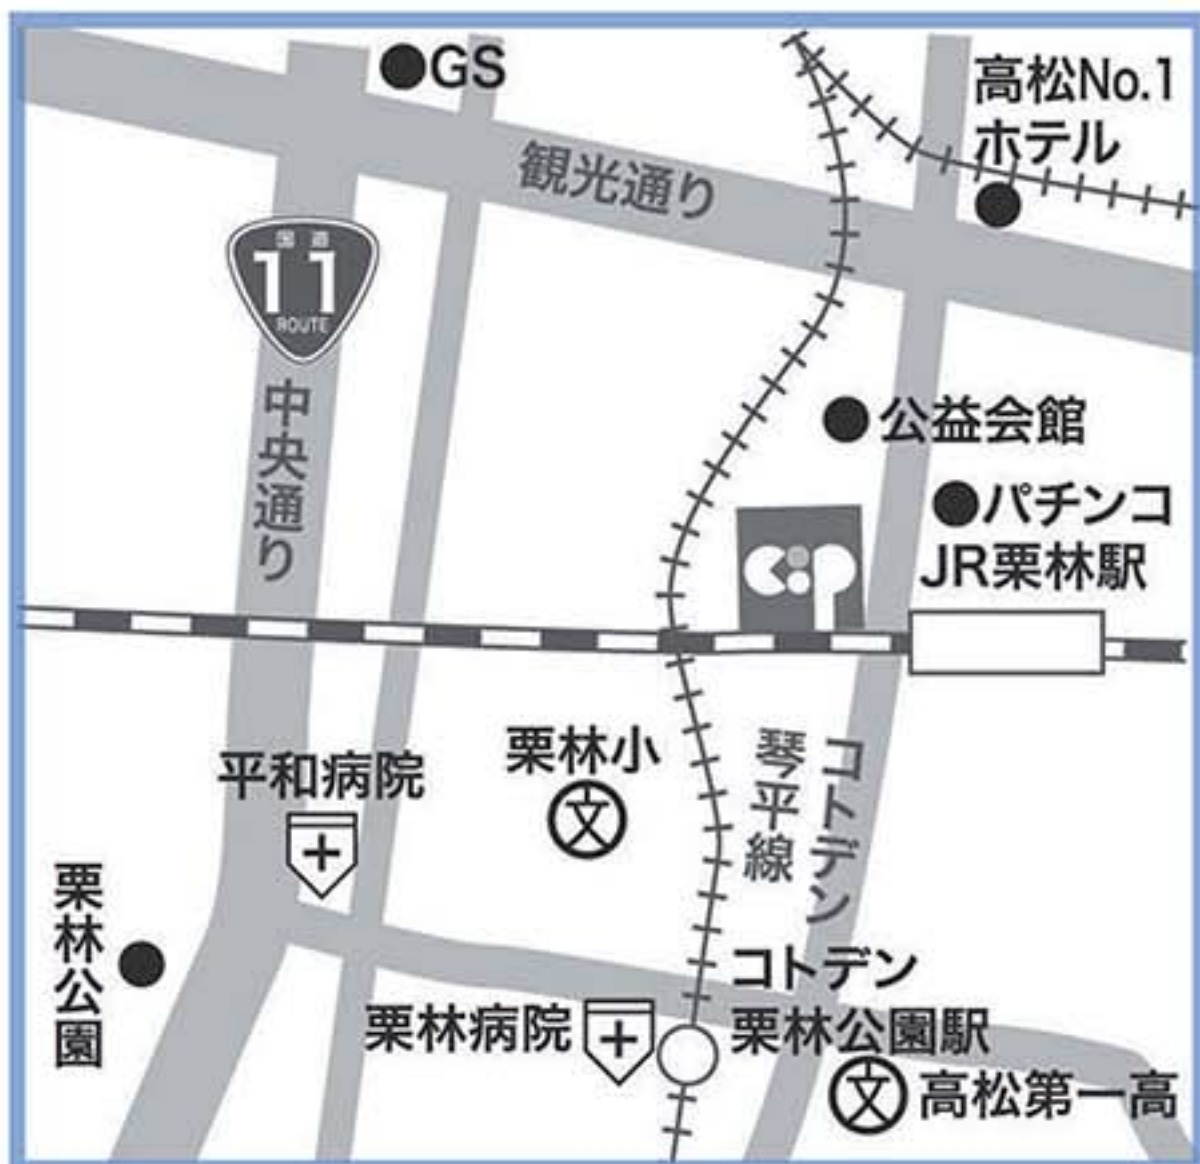 GS
高松No.1
ホテル
観光通り
国道
11
ROUTE
中央通り
公益会館
パチンコ
JR栗林駅
栗林小
文
平和病院
コトデン
琴平線
栗林公園
コトデン
栗林公園駅
栗林病院
文
高松第一高